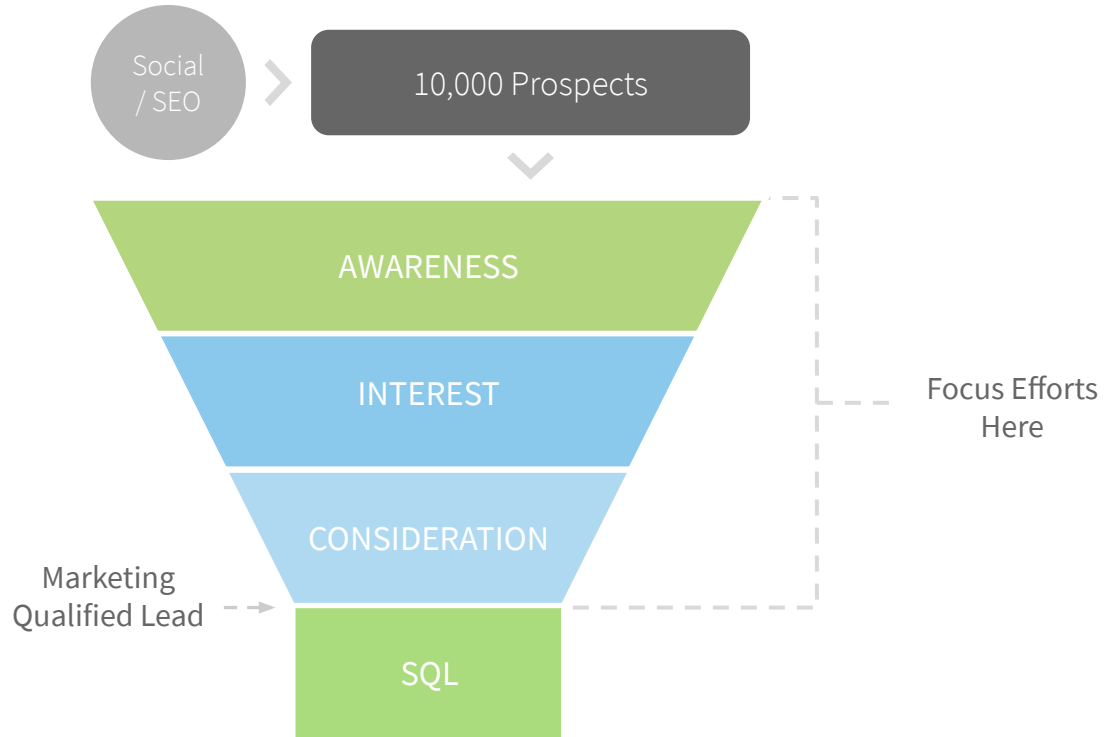 Social
/ SEO
10,000 Prospects
AWARENESS
INTEREST
Focus Efforts
Here
CONSIDERATION
Marketing
Qualified Lead
SQL